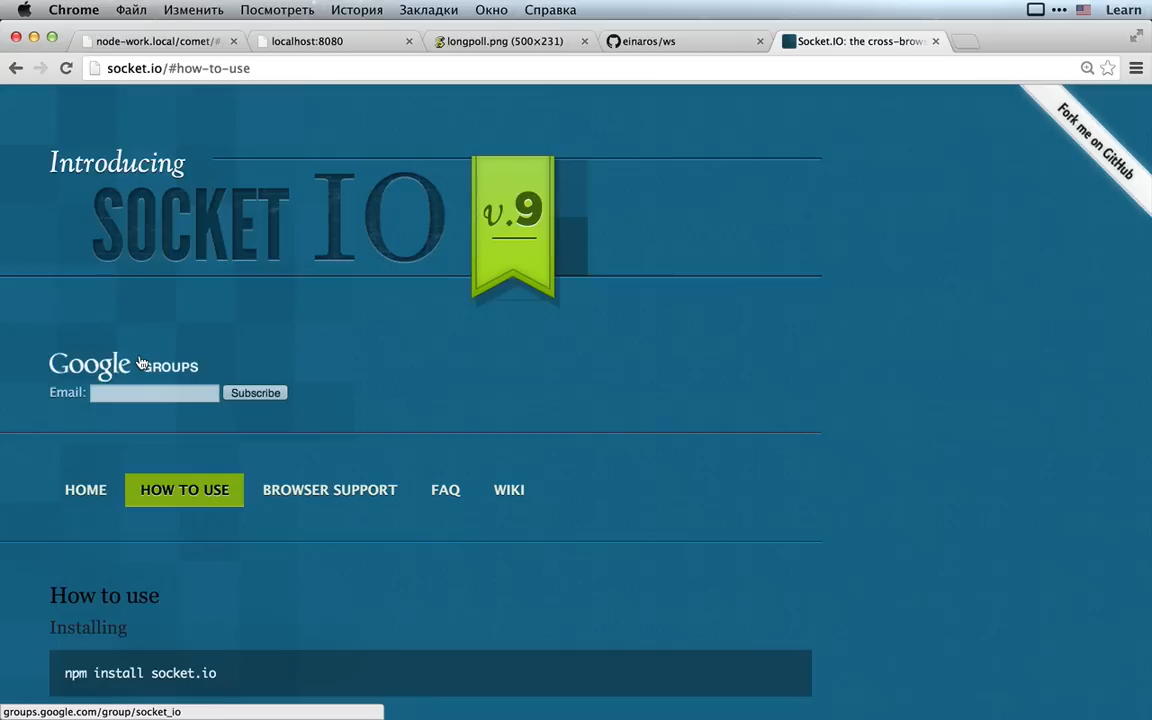 Chrome Файл Изменить Посмотреть История Закладки Окно Справка Learn
node-work.local/comet/# localhost:8080 longpoll.png (500×231) einaros/ws Socket.IO: the cross-brow
socket.io/#how-to-use
Fork me on GitHub
Introducing
SOCKET IO v.9
Google GROUPS
Email: Subscribe
HOME HOW TO USE BROWSER SUPPORT FAQ WIKI
How to use
Installing
npm install socket.io
groups.google.com/group/socket_io